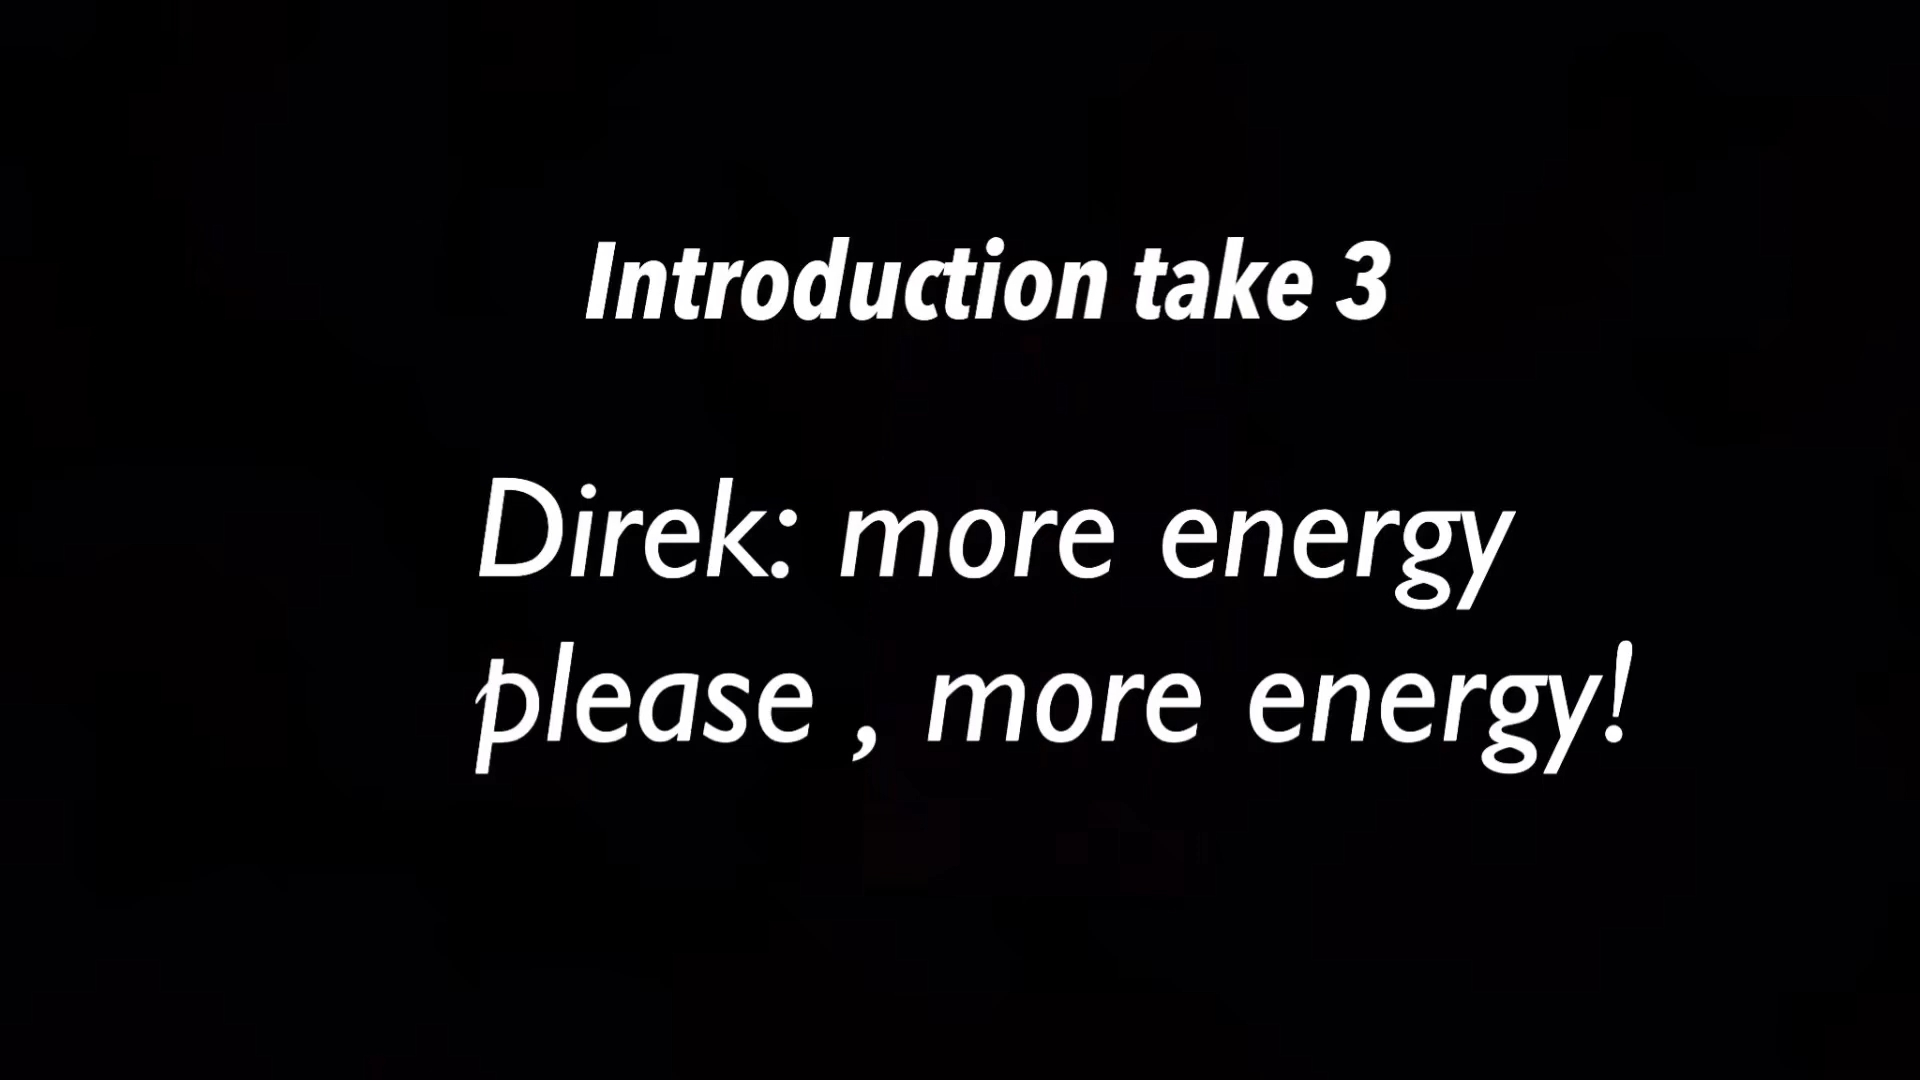 Introduction take 3
Direk: more energy
please , more energy!